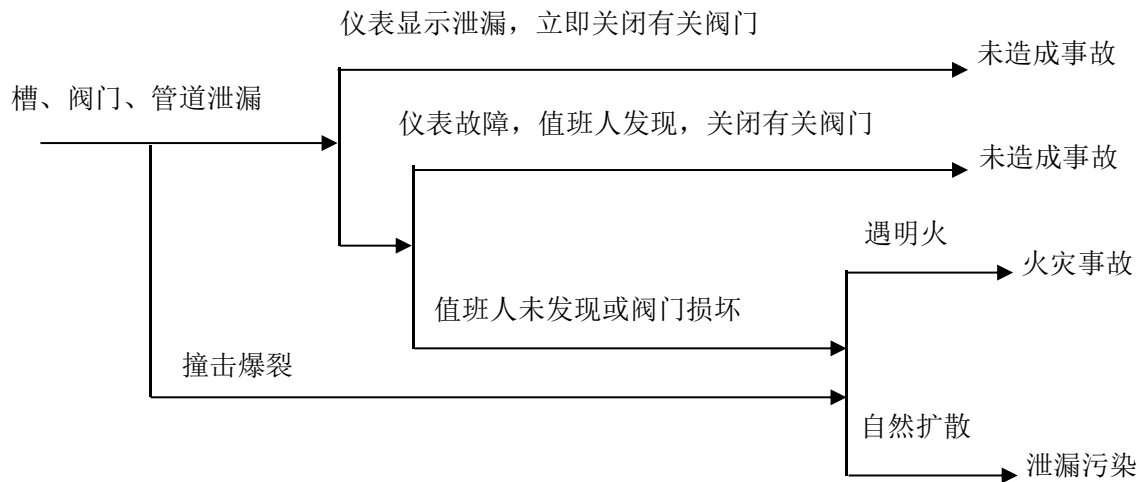 仪表显示泄漏，立即关闭有关阀门
未造成事故
槽、阀门、管道泄漏
仪表故障，值班人发现，关闭有关阀门
未造成事故
遇明火
火灾事故
值班人未发现或阀门损坏
撞击爆裂
自然扩散
泄漏污染